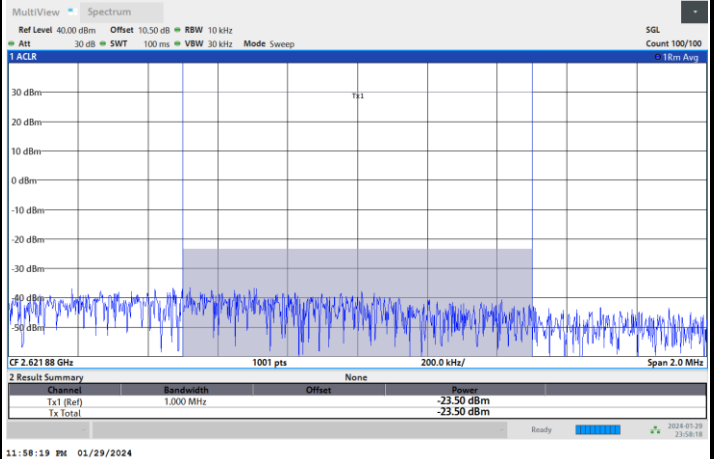 MultiView Spectrum
Ref Level 40.00 dBm Offset 10.50 dB RBW 10 kHz SGL
Att 30 dB SWT 100 ms VBW 30 kHz Mode Sweep Count 100/100
1 ACLR 1Rm Avg
30 dBm
Tx1
20 dBm
10 dBm
0 dBm
-10 dBm
-20 dBm
-30 dBm
-40 dBm
-50 dBm
CF 2.621 88 GHz 1001 pts 200.0 kHz/ Span 2.0 MHz
2 Result Summary None
Channel Bandwidth Offset Power
Tx1 (Ref) 1.000 MHz -23.50 dBm
Tx Total -23.50 dBm
Ready 2024-01-29
23:58:18
11:58:19 PM 01/29/2024